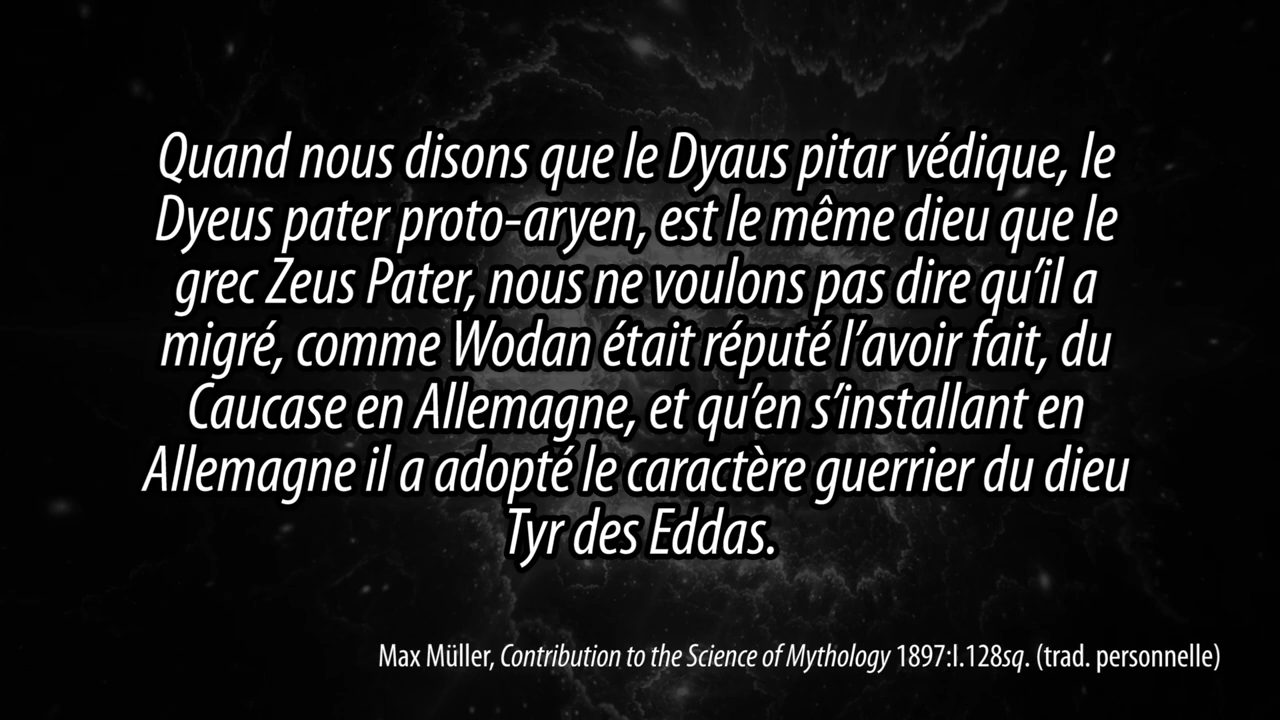 Quand nous disons que le Dyaus pitar védique, le
Dyeus pater proto-aryen, est le même dieu que le
grec Zeus Pater, nous ne voulons pas dire qu’il a
migré, comme Wodan était réputé l’avoir fait, du
Caucase en Allemagne, et qu’en s’installant en
Allemagne il a adopté le caractère guerrier du dieu
Tyr des Eddas.
Max Müller, Contribution to the Science of Mythology 1897:I.128sq. (trad. personnelle)